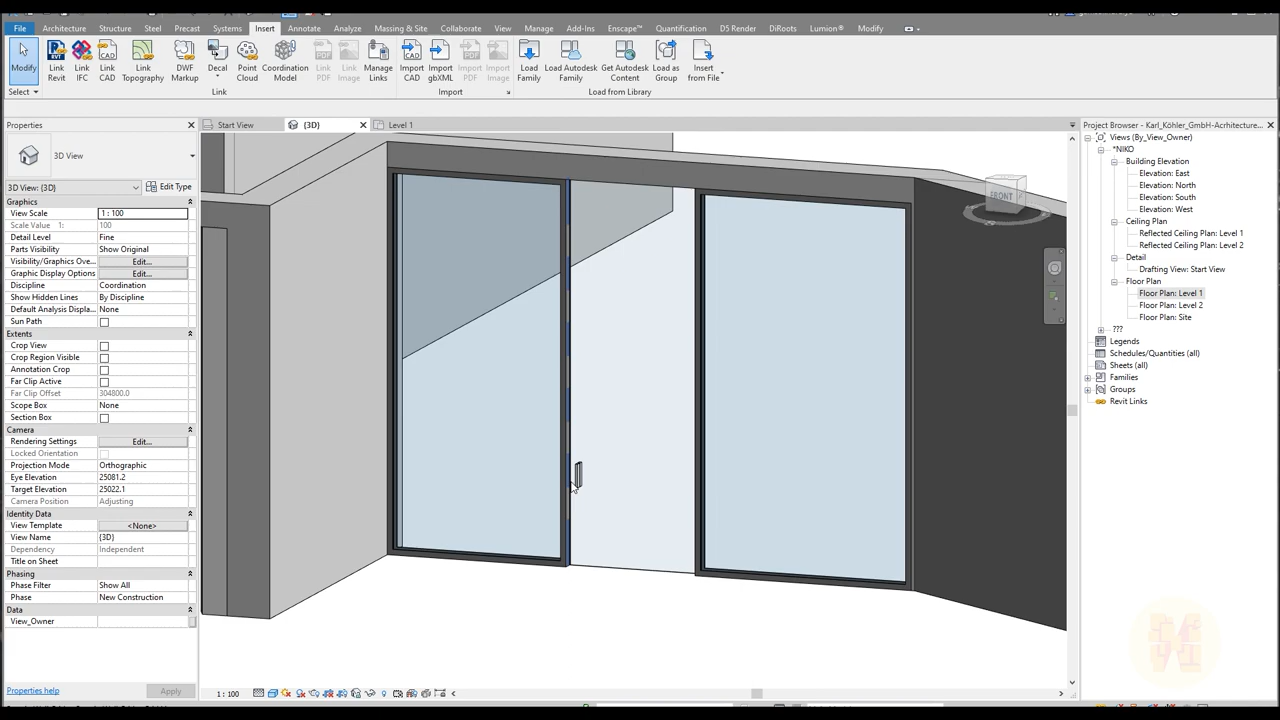 File Architecture Structure Steel Precast Systems Insert Annotate Analyze Massing & Site Collaborate View Manage Add-Ins Enscape™ Quantification D5 Render DiRoots Lumion® Modify
Modify Link Revit Link IFC Link CAD Link Topography DWF Markup Decal Point Cloud Coordination Model Link PDF Link Image Manage Links Import CAD Import gbXML Import PDF Import Image Load Family Load Autodesk Family Get Autodesk Content Load as Group Insert from File
Select Link Import Load from Library
Properties Start View {3D} Level 1 Project Browser - Karl_Köhler_GmbH-Acrhitecture...
3D View
3D View: {3D} Edit Type
Graphics
View Scale 1 : 100
Scale Value 1: 100
Detail Level Fine
Parts Visibility Show Original
Visibility/Graphics Ove... Edit...
Graphic Display Options Edit...
Discipline Coordination
Show Hidden Lines By Discipline
Default Analysis Displa... None
Sun Path
Extents
Crop View
Crop Region Visible
Annotation Crop
Far Clip Active
Far Clip Offset 304800.0
Scope Box None
Section Box
Camera
Rendering Settings Edit...
Locked Orientation
Projection Mode Orthographic
Eye Elevation 25081.2
Target Elevation 25022.1
Camera Position Adjusting
Identity Data
View Template <None>
View Name {3D}
Dependency Independent
Title on Sheet
Phasing
Phase Filter Show All
Phase New Construction
Data
View_Owner
Properties help Apply
1 : 100
FRONT
Views (By_View_Owner)
*NIKO
Building Elevation
Elevation: East
Elevation: North
Elevation: South
Elevation: West
Ceiling Plan
Reflected Ceiling Plan: Level 1
Reflected Ceiling Plan: Level 2
Detail
Drafting View: Start View
Floor Plan
Floor Plan: Level 1
Floor Plan: Level 2
Floor Plan: Site
???
Legends
Schedules/Quantities (all)
Sheets (all)
Families
Groups
Revit Links